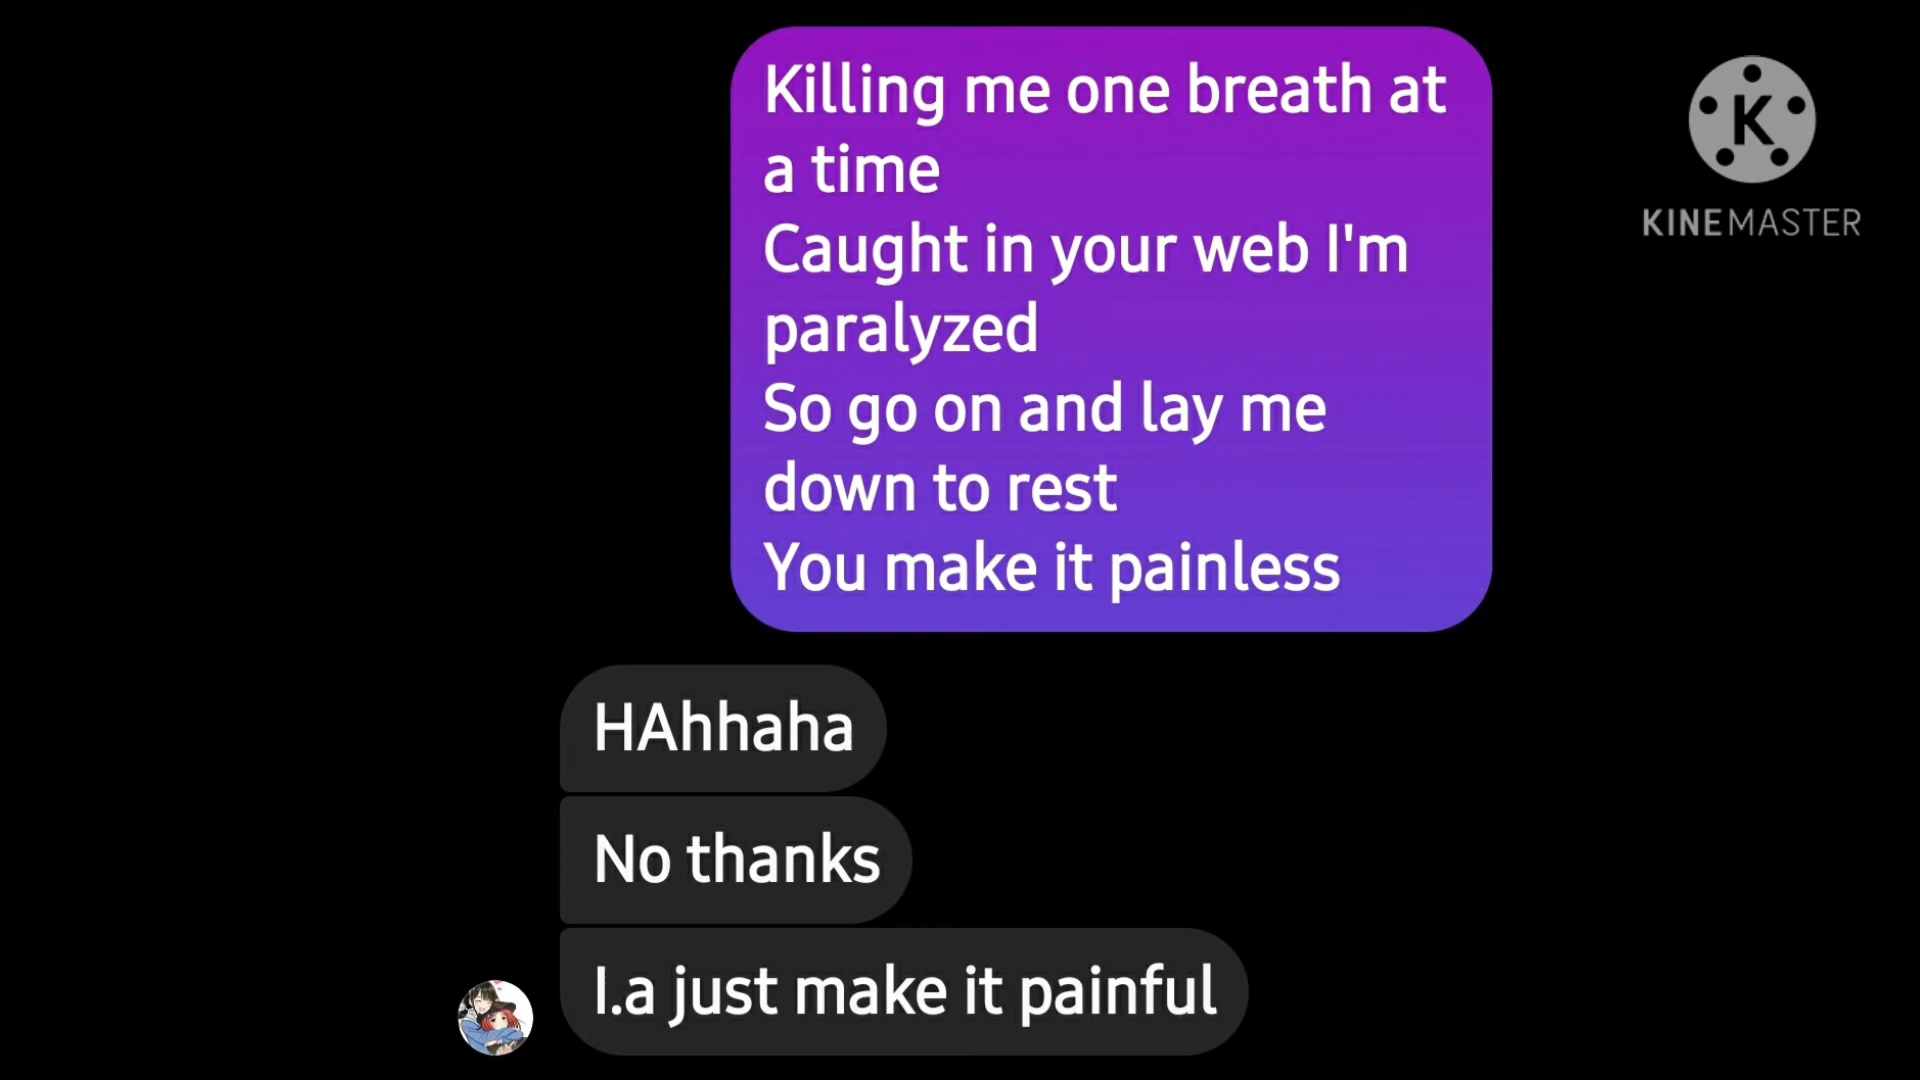 Killing me one breath at
a time
Caught in your web I'm
paralyzed
So go on and lay me
down to rest
You make it painless
K
KINEMASTER
HAhhaha
No thanks
I.a just make it painful